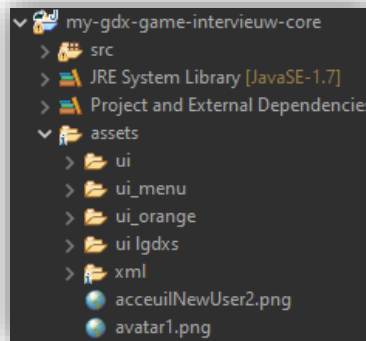 my-gdx-game-intervieuw-core
src
JRE System Library [JavaSE-1.7]
Project and External Dependencies
assets
ui
ui_menu
ui_orange
ui lgdxs
xml
acceuilNewUser2.png
avatar1.png